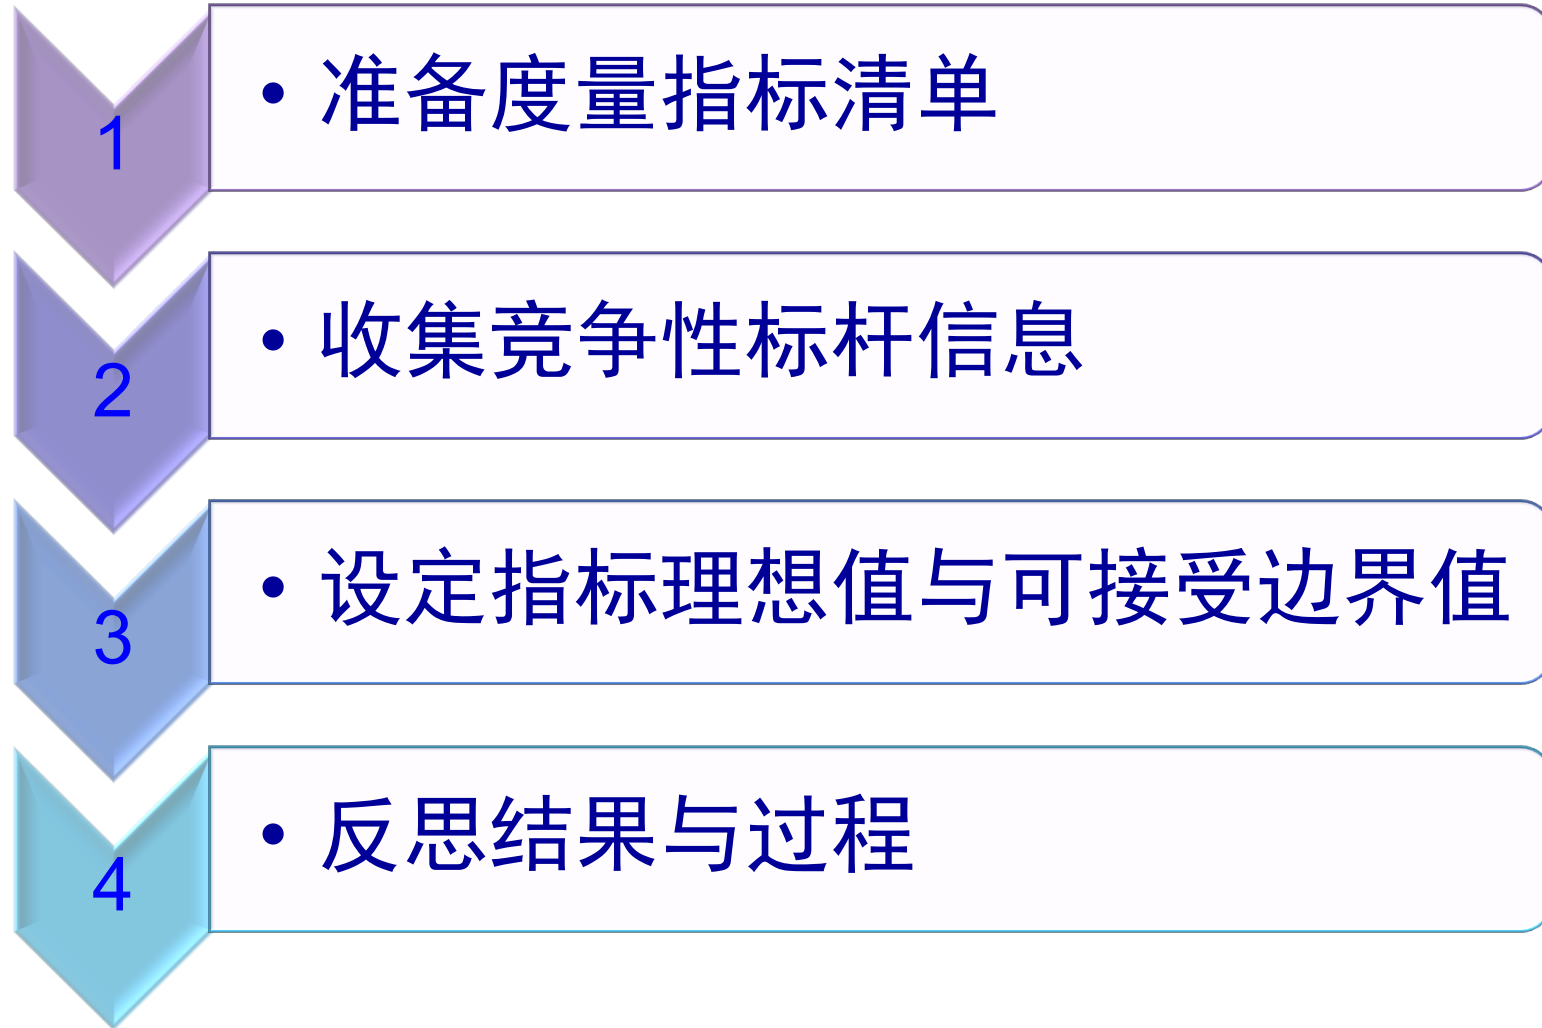 1
• 准备度量指标清单
2
• 收集竞争性标杆信息
3
• 设定指标理想值与可接受边界值
4
• 反思结果与过程